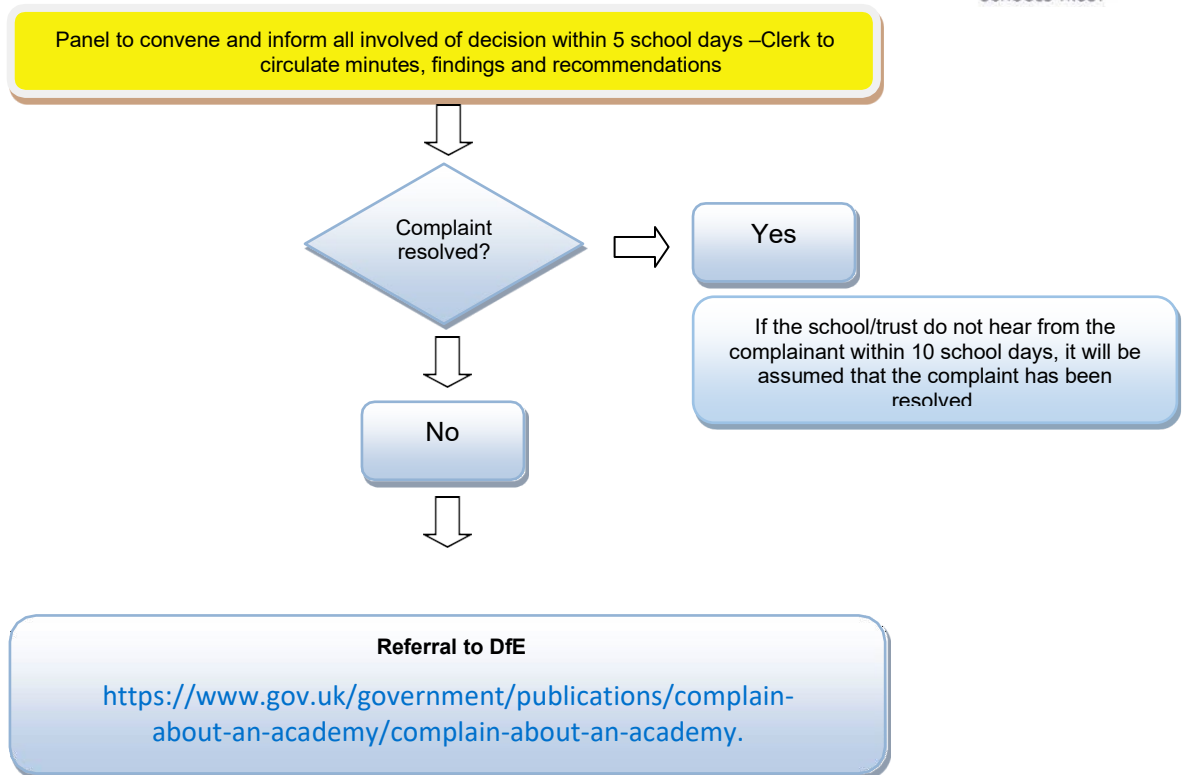 SCHOOLS TRUST
Panel to convene and inform all involved of decision within 5 school days –Clerk to
circulate minutes, findings and recommendations
Complaint
resolved?
Yes
If the school/trust do not hear from the
complainant within 10 school days, it will be
assumed that the complaint has been
resolved
No
Referral to DfE
https://www.gov.uk/government/publications/complain-
about-an-academy/complain-about-an-academy.